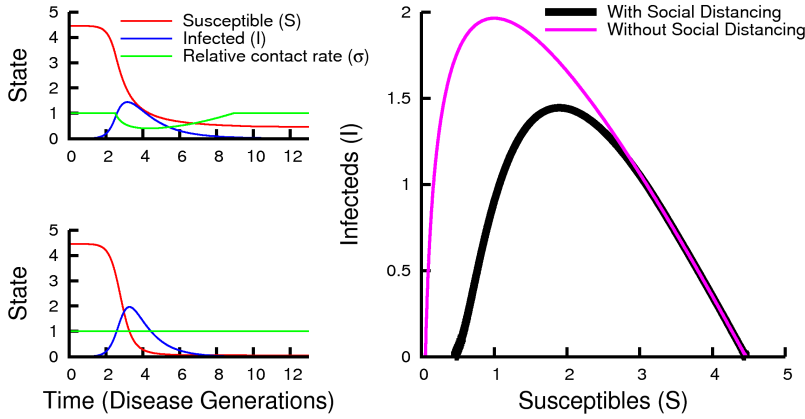 5
4
3
2
1
0
State
Susceptible (S)
Infected (I)
Relative contact rate (σ)
0 2 4 6 8 10 12
5
4
3
2
1
0
State
0 2 4 6 8 10 12
Time (Disease Generations)
2
1.5
1
0.5
0
Infecteds (I)
With Social Distancing
Without Social Distancing
0 1 2 3 4 5
Susceptibles (S)